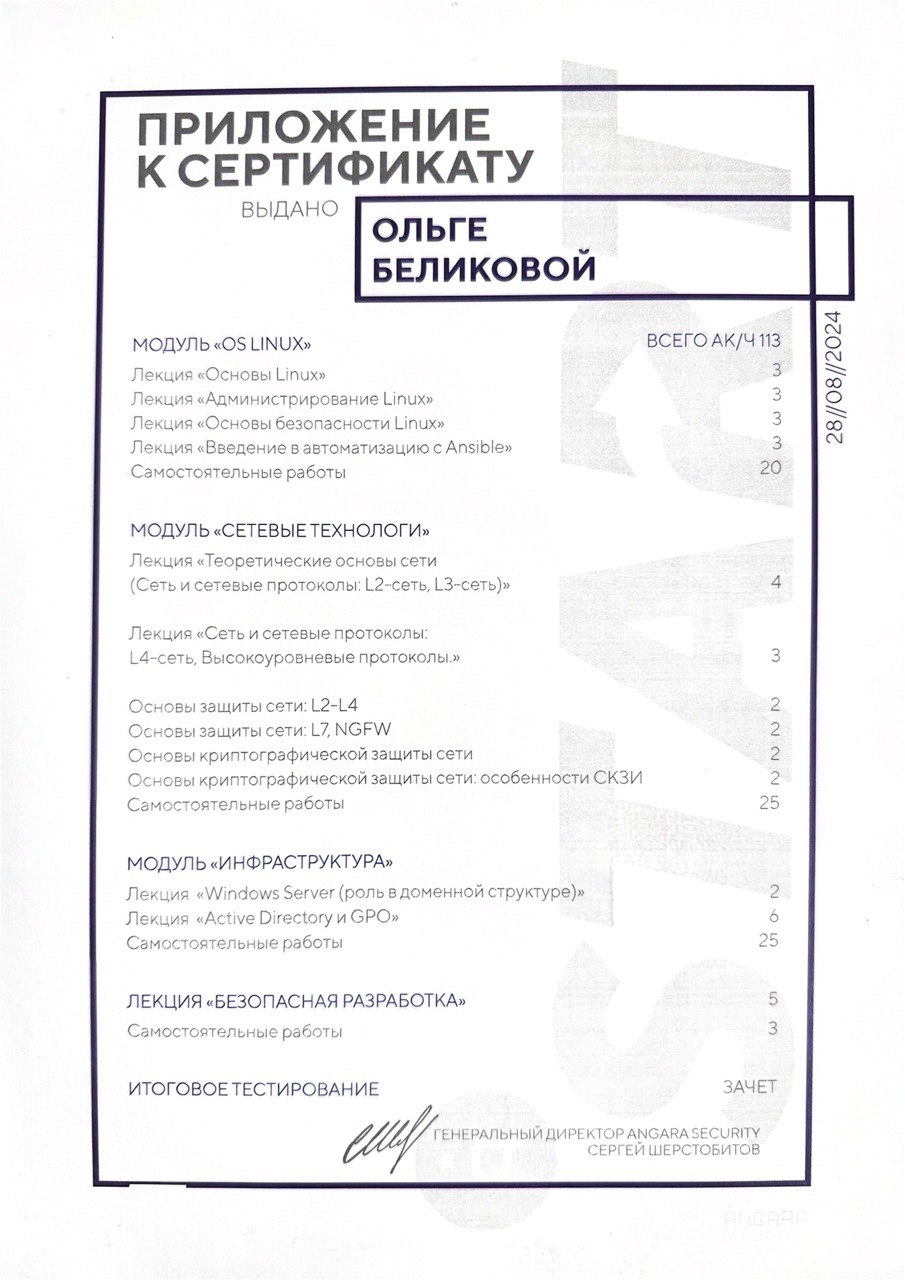 ПРИЛОЖЕНИЕ
К СЕРТИФИКАТУ
ВЫДАНО
ОЛЬГЕ
БЕЛИКОВОЙ
28//08//2024
МОДУЛЬ «OS LINUX» ВСЕГО АК/Ч 113
Лекция «Основы Linux» 3
Лекция «Администрирование Linux» 3
Лекция «Основы безопасности Linux» 3
Лекция «Введение в автоматизацию с Ansible» 3
Самостоятельные работы 20
МОДУЛЬ «СЕТЕВЫЕ ТЕХНОЛОГИ»
Лекция «Теоретические основы сети
(Сеть и сетевые протоколы: L2-сеть, L3-сеть)» 4
Лекция «Сеть и сетевые протоколы:
L4-сеть, Высокоуровневые протоколы.» 3
Основы защиты сети: L2-L4 2
Основы защиты сети: L7, NGFW 2
Основы криптографической защиты сети 2
Основы криптографической защиты сети: особенности СКЗИ 2
Самостоятельные работы 25
МОДУЛЬ «ИНФРАСТРУКТУРА»
Лекция «Windows Server (роль в доменной структуре)» 2
Лекция «Active Directory и GPO» 6
Самостоятельные работы 25
ЛЕКЦИЯ «БЕЗОПАСНАЯ РАЗРАБОТКА» 5
Самостоятельные работы 3
ИТОГОВОЕ ТЕСТИРОВАНИЕ ЗАЧЕТ
ГЕНЕРАЛЬНЫЙ ДИРЕКТОР ANGARA SECURITY
СЕРГЕЙ ШЕРСТОБИТОВ
ANGARA